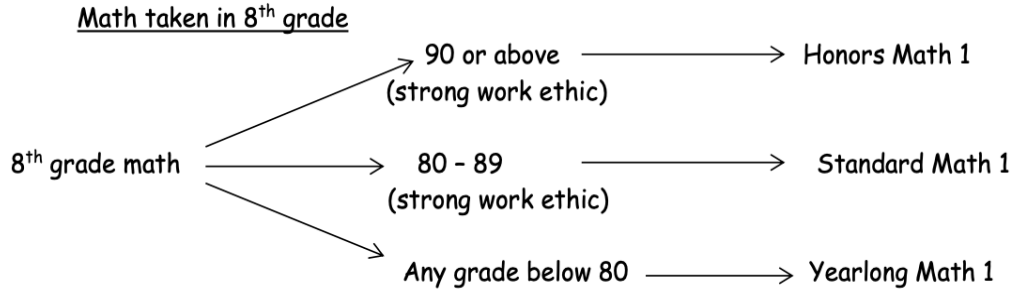 Math taken in 8th grade
90 or above
Honors Math 1
(strong work ethic)
8th grade math
80 – 89
Standard Math 1
(strong work ethic)
Any grade below 80
Yearlong Math 1